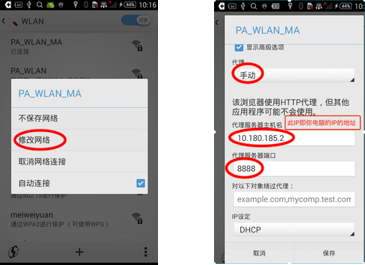 10:16
WLAN
PA_WLAN_MA
已连接
PA_WLAN
PA_WLAN_MA
不保存网络
修改网络
取消网络连接
自动连接
meiweiyuan
通过WPA2进行保护 (可使用WPS)
10:15
PA_WLAN_MA
显示高级选项
代理
手动
该浏览器使用HTTP代理,但其他
应用程序可能不会使用。
代理服务器主机名
此IP即你电脑的IP的地址
10.180.185.2
代理服务器端口
8888
对以下对象绕过代理:
example.com,mycomp.test.com
IP设定
DHCP
取消
保存